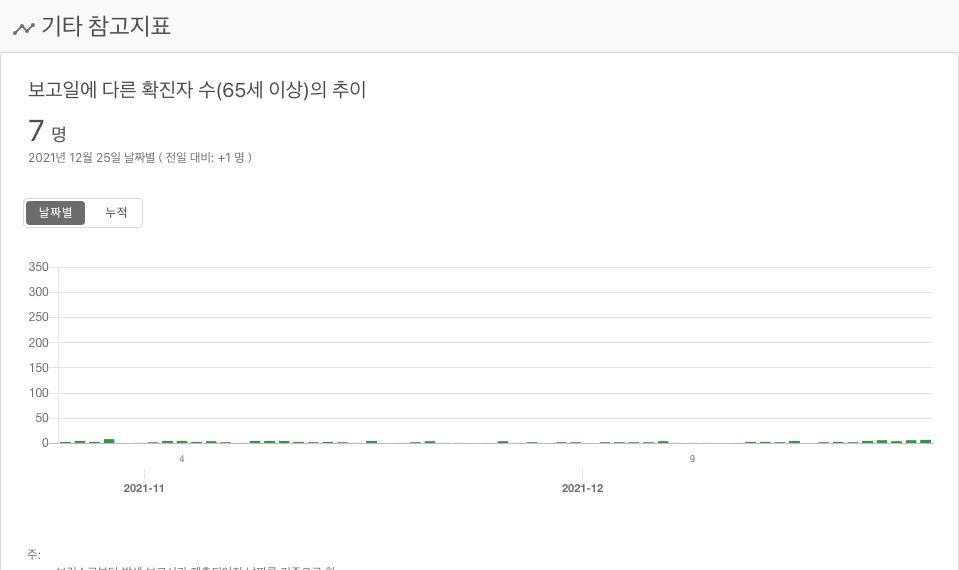 기타 참고지표
보고일에 다른 확진자 수(65세 이상)의 추이
7 명
2021년 12월 25일 날짜별 ( 전일 대비: +1 명 )
날짜별 누적
350
300
250
200
150
100
50
0
4 9
2021-11 2021-12
주: